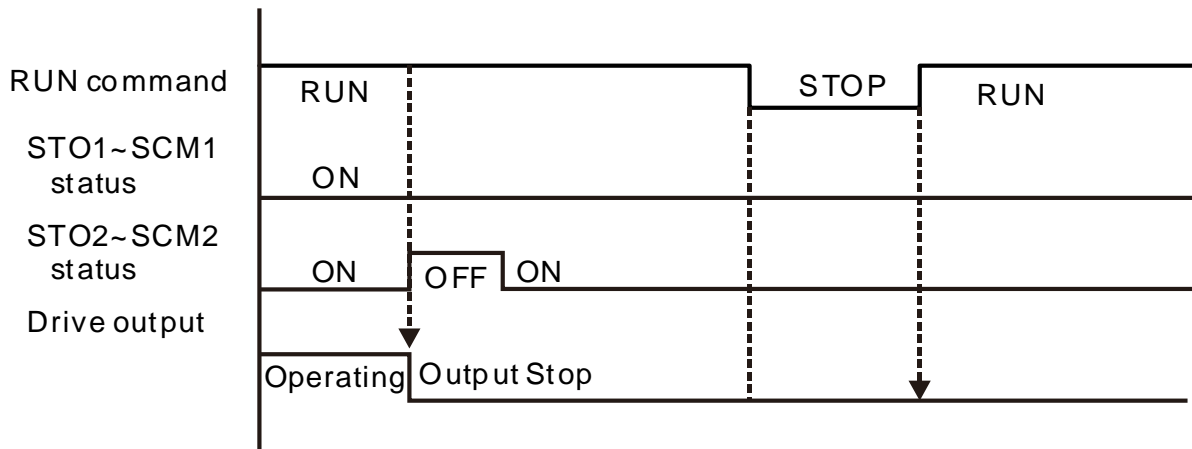 RUN command
RUN
STOP
RUN
STO1~SCM1
status
ON
STO2~SCM2
status
ON
OFF
ON
Drive output
Operating
Output Stop